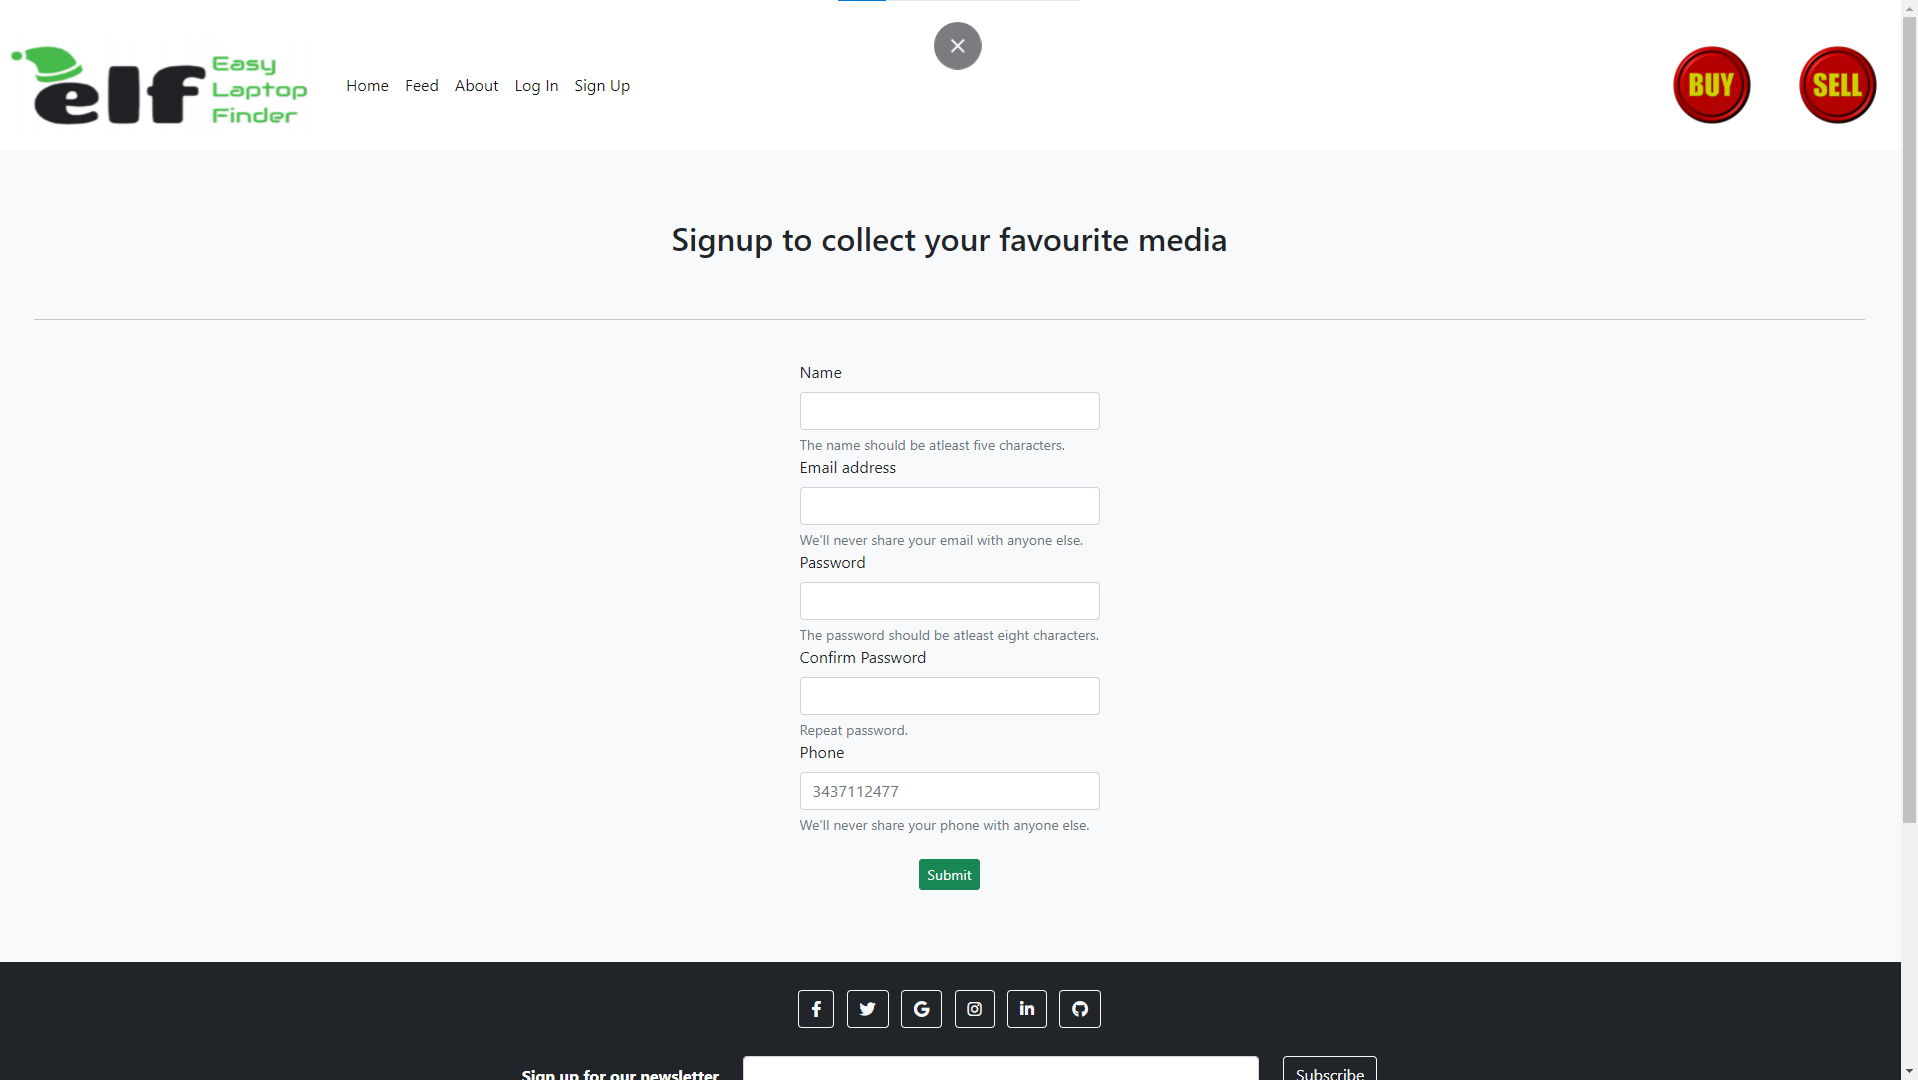 elf Easy
Laptop
Finder
Home Feed About Log In Sign Up
BUY
SELL
Signup to collect your favourite media
Name
The name should be atleast five characters.
Email address
We'll never share your email with anyone else.
Password
The password should be atleast eight characters.
Confirm Password
Repeat password.
Phone
3437112477
We'll never share your phone with anyone else.
Submit
Sign up for our newsletter
Subscribe